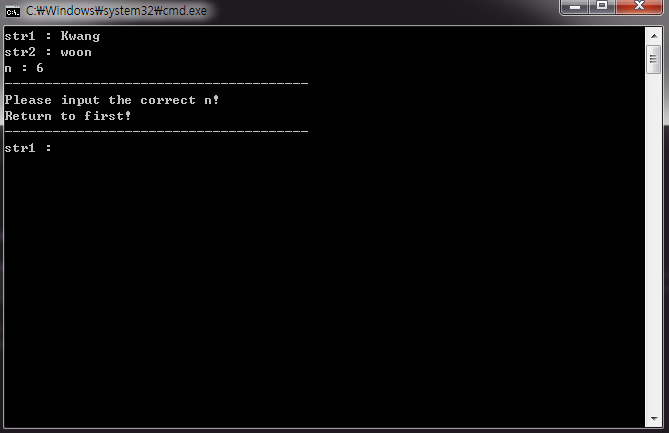 C:₩Windows₩system32₩cmd.exe
str1 : Kwang
str2 : woon
n : 6
--------------------------------------
Please input the correct n!
Return to first!
--------------------------------------
str1 :